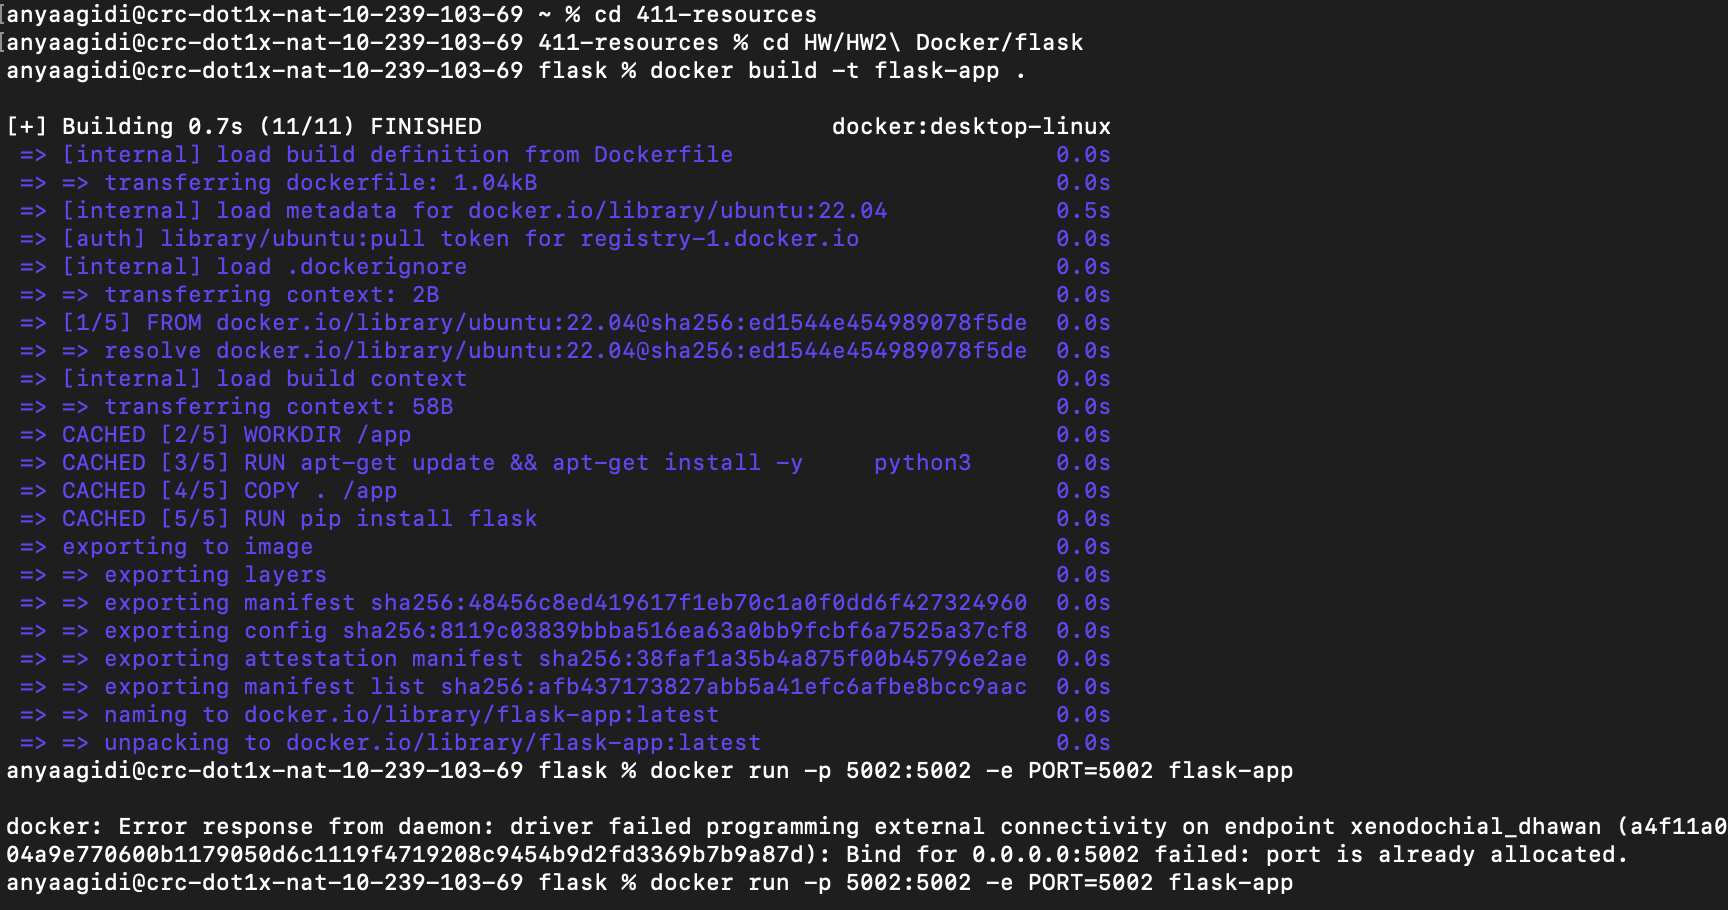 [anyaagidi@crc-dot1x-nat-10-239-103-69 ~ % cd 411-resources
[anyaagidi@crc-dot1x-nat-10-239-103-69 411-resources % cd HW/HW2\ Docker/flask
anyaagidi@crc-dot1x-nat-10-239-103-69 flask % docker build -t flask-app .
[+] Building 0.7s (11/11) FINISHED docker:desktop-linux
=> [internal] load build definition from Dockerfile 0.0s
=> => transferring dockerfile: 1.04kB 0.0s
=> [internal] load metadata for docker.io/library/ubuntu:22.04 0.5s
=> [auth] library/ubuntu:pull token for registry-1.docker.io 0.0s
=> [internal] load .dockerignore 0.0s
=> => transferring context: 2B 0.0s
=> [1/5] FROM docker.io/library/ubuntu:22.04@sha256:ed1544e454989078f5de 0.0s
=> => resolve docker.io/library/ubuntu:22.04@sha256:ed1544e454989078f5de 0.0s
=> [internal] load build context 0.0s
=> => transferring context: 58B 0.0s
=> CACHED [2/5] WORKDIR /app 0.0s
=> CACHED [3/5] RUN apt-get update && apt-get install -y     python3 0.0s
=> CACHED [4/5] COPY . /app 0.0s
=> CACHED [5/5] RUN pip install flask 0.0s
=> exporting to image 0.0s
=> => exporting layers 0.0s
=> => exporting manifest sha256:48456c8ed419617f1eb70c1a0f0dd6f427324960 0.0s
=> => exporting config sha256:8119c03839bbba516ea63a0bb9fcbf6a7525a37cf8 0.0s
=> => exporting attestation manifest sha256:38faf1a35b4a875f00b45796e2ae 0.0s
=> => exporting manifest list sha256:afb437173827abb5a41efc6afbe8bcc9aac 0.0s
=> => naming to docker.io/library/flask-app:latest 0.0s
=> => unpacking to docker.io/library/flask-app:latest 0.0s
anyaagidi@crc-dot1x-nat-10-239-103-69 flask % docker run -p 5002:5002 -e PORT=5002 flask-app
docker: Error response from daemon: driver failed programming external connectivity on endpoint xenodochial_dhawan (a4f11a0
04a9e770600b1179050d6c1119f4719208c9454b9d2fd3369b7b9a87d): Bind for 0.0.0.0:5002 failed: port is already allocated.
anyaagidi@crc-dot1x-nat-10-239-103-69 flask % docker run -p 5002:5002 -e PORT=5002 flask-app